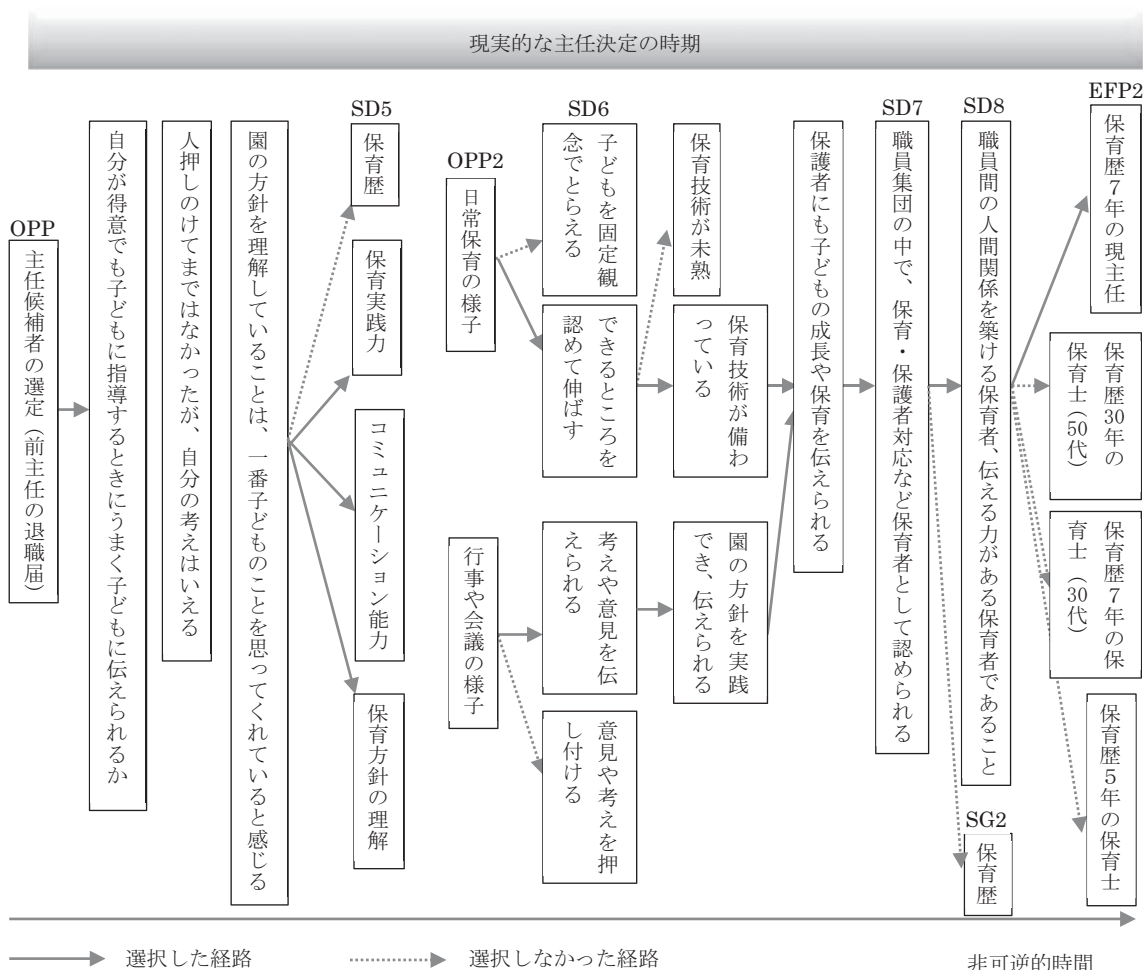 現実的な主任決定の時期
OPP
主任候補者の選定（前主任の退職届）
自分が得意でも子どもに指導するときにうまく子どもに伝えられるか
人押しのけてまではなかったが、自分の考えはいえる
園の方針を理解していることは、一番子どものことを思ってくれていると感じる
SD5
保育歴
保育実践力
コミュニケーション能力
保育方針の理解
OPP2
日常保育の様子
行事や会議の様子
SD6
子どもを固定観
念でとらえる
できるところを
認めて伸ばす
考えや意見を伝
えられる
意見や考えを押
し付ける
保育技術が未熟
保育技術が備わ
っている
園の方針を実践
でき、伝えられる
保護者にも子どもの成長や保育を伝えられる
SD7
職員集団の中で、保育・保護者対応など保育者として認められる
SD8
職員間の人間関係を築ける保育者、伝える力がある保育者であること
SG2
保育歴
EFP2
保育歴7年の現主任
保育歴30年の
保育士（50代）
保育歴7年の保
育士（30代）
保育歴5年の保育士
選択した経路
選択しなかった経路
非可逆的時間